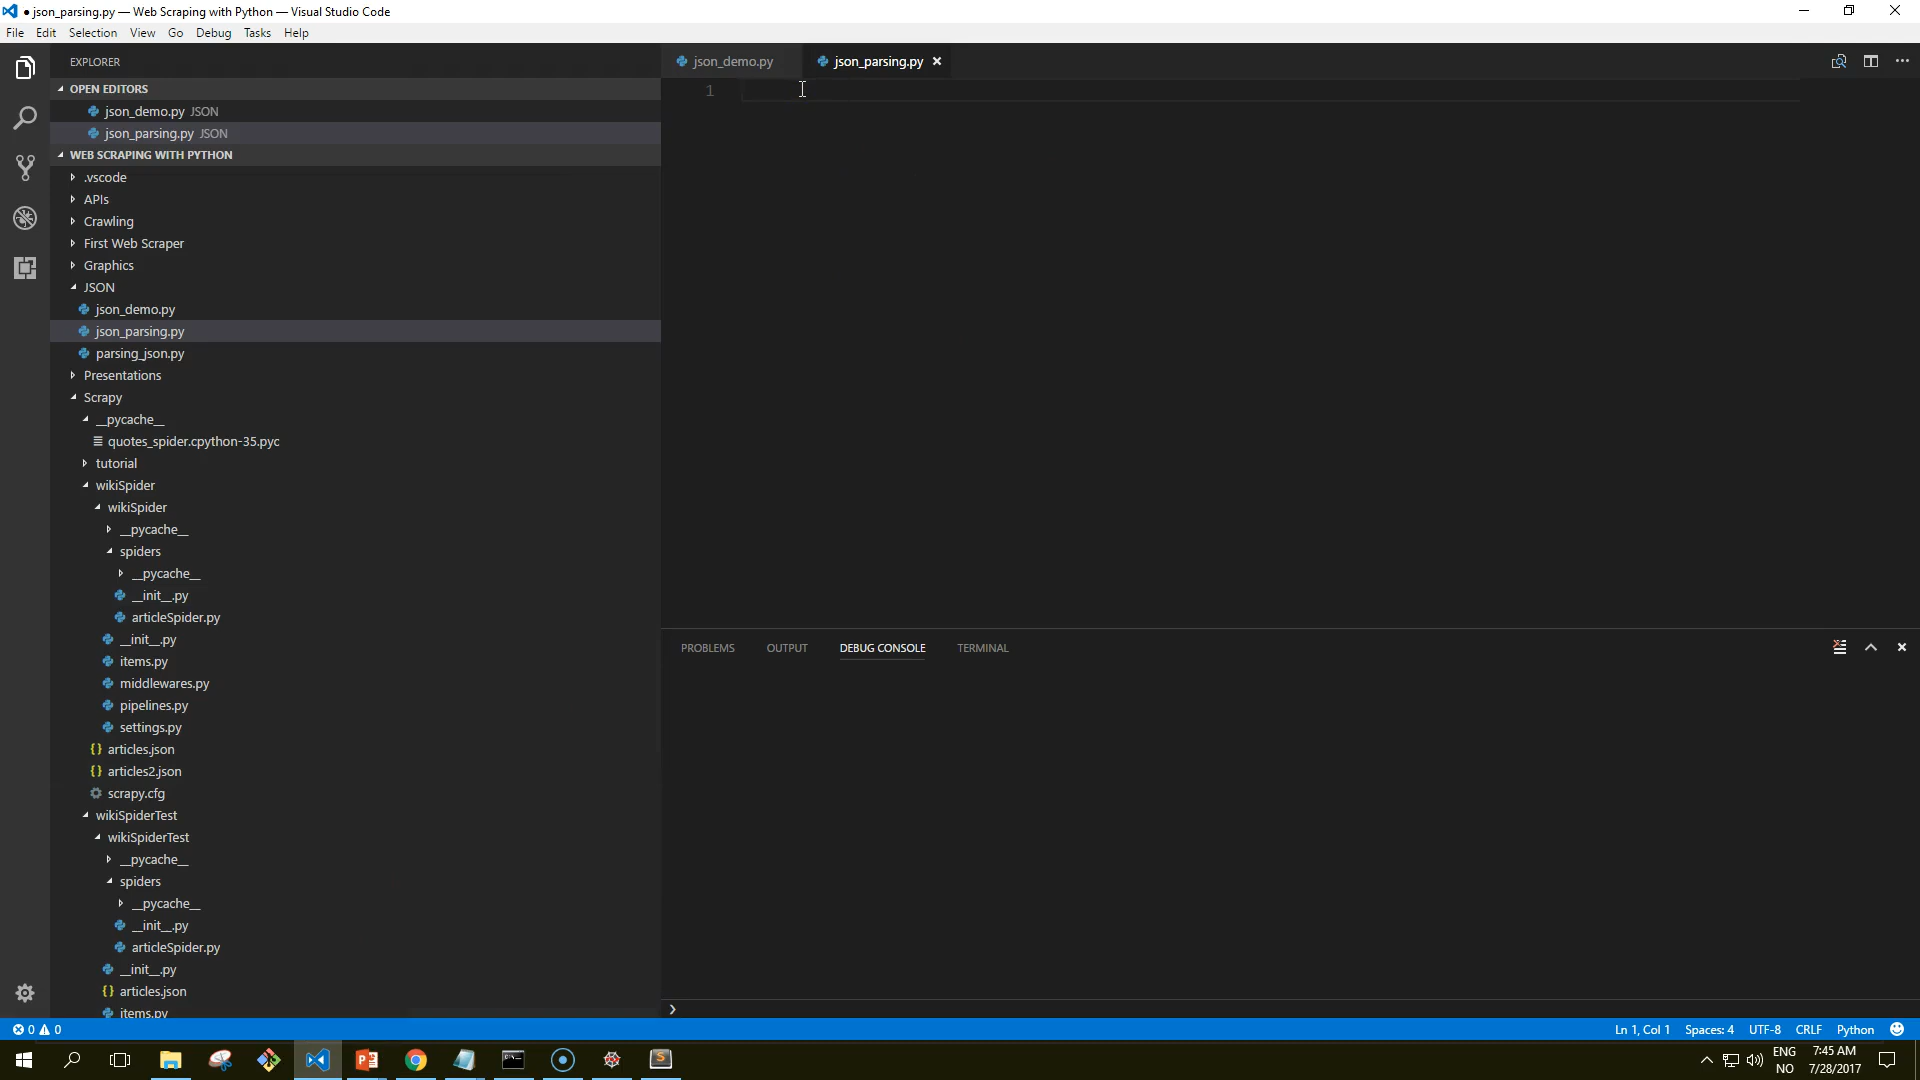 ● json_parsing.py — Web Scraping with Python — Visual Studio Code
File Edit Selection View Go Debug Tasks Help
EXPLORER
OPEN EDITORS
json_demo.py JSON
json_parsing.py JSON
WEB SCRAPING WITH PYTHON
.vscode
APIs
Crawling
First Web Scraper
Graphics
JSON
json_demo.py
json_parsing.py
parsing_json.py
Presentations
Scrapy
__pycache__
quotes_spider.cpython-35.pyc
tutorial
wikiSpider
wikiSpider
__pycache__
spiders
__pycache__
__init__.py
articleSpider.py
__init__.py
items.py
middlewares.py
pipelines.py
settings.py
articles.json
articles2.json
scrapy.cfg
wikiSpiderTest
wikiSpiderTest
__pycache__
spiders
__pycache__
__init__.py
articleSpider.py
__init__.py
articles.json
items.py
json_demo.py json_parsing.py
1
PROBLEMS OUTPUT DEBUG CONSOLE TERMINAL
0 0
Ln 1, Col 1 Spaces: 4 UTF-8 CRLF Python
ENG 7:45 AM
NO 7/28/2017